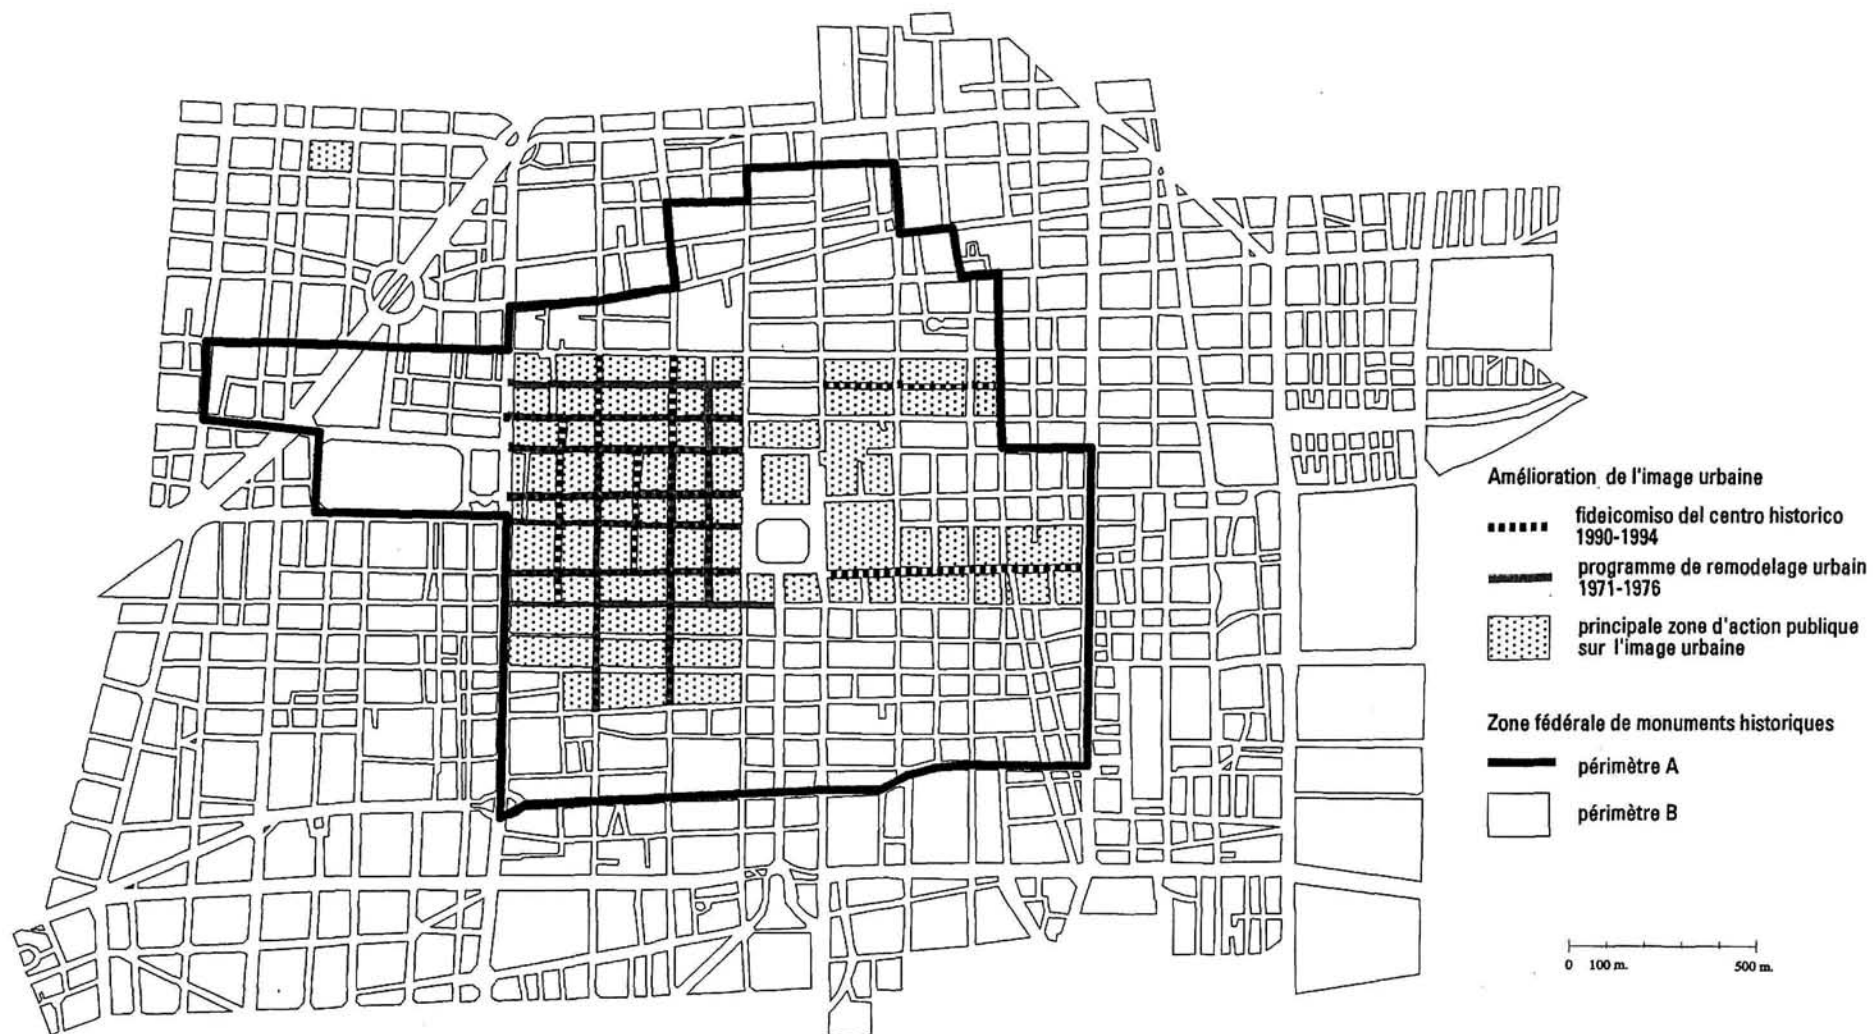 Amélioration de l'image urbaine
fideicomiso del centro historico
1990-1994
programme de remodelage urbain
1971-1976
principale zone d'action publique
sur l'image urbaine
Zone fédérale de monuments historiques
périmètre A
périmètre B
0 100 m. 500 m.